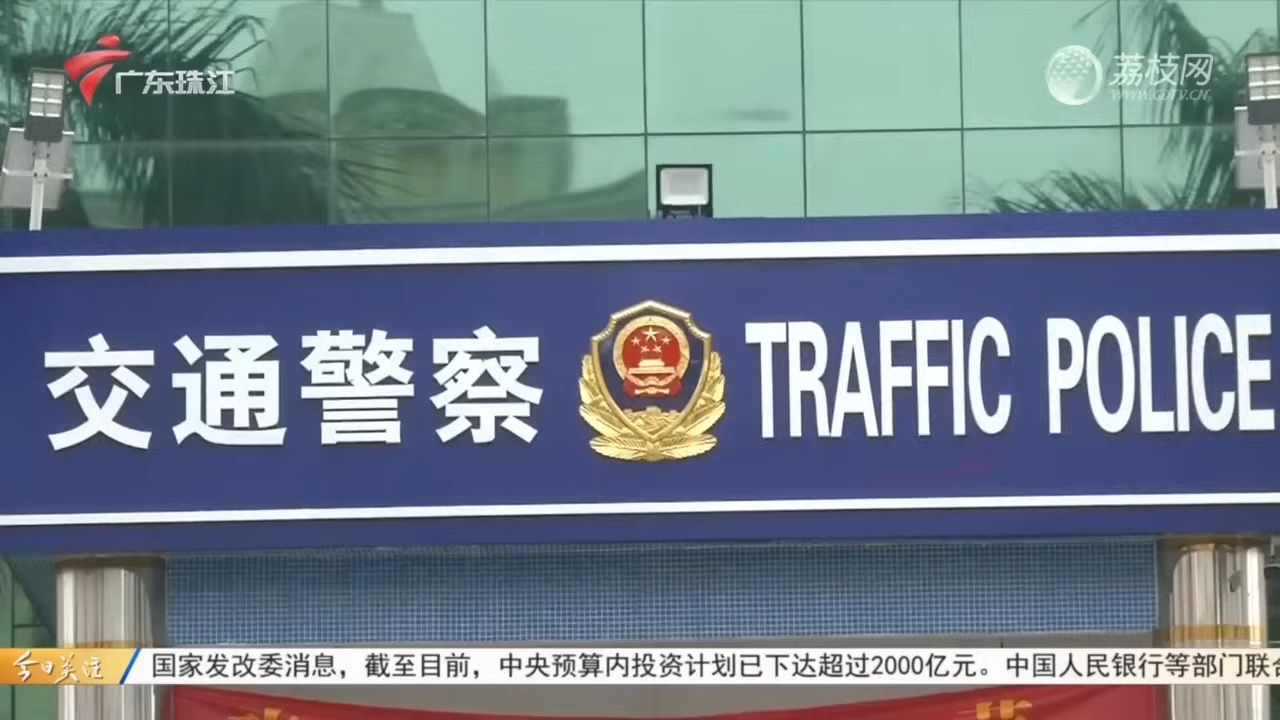 广东珠江
荔枝网
WWW.GDTV.CN
交通警察 TRAFFIC POLICE
今日关注
国家发改委消息，截至目前，中央预算内投资计划已下达超过2000亿元。中国人民银行等部门联合